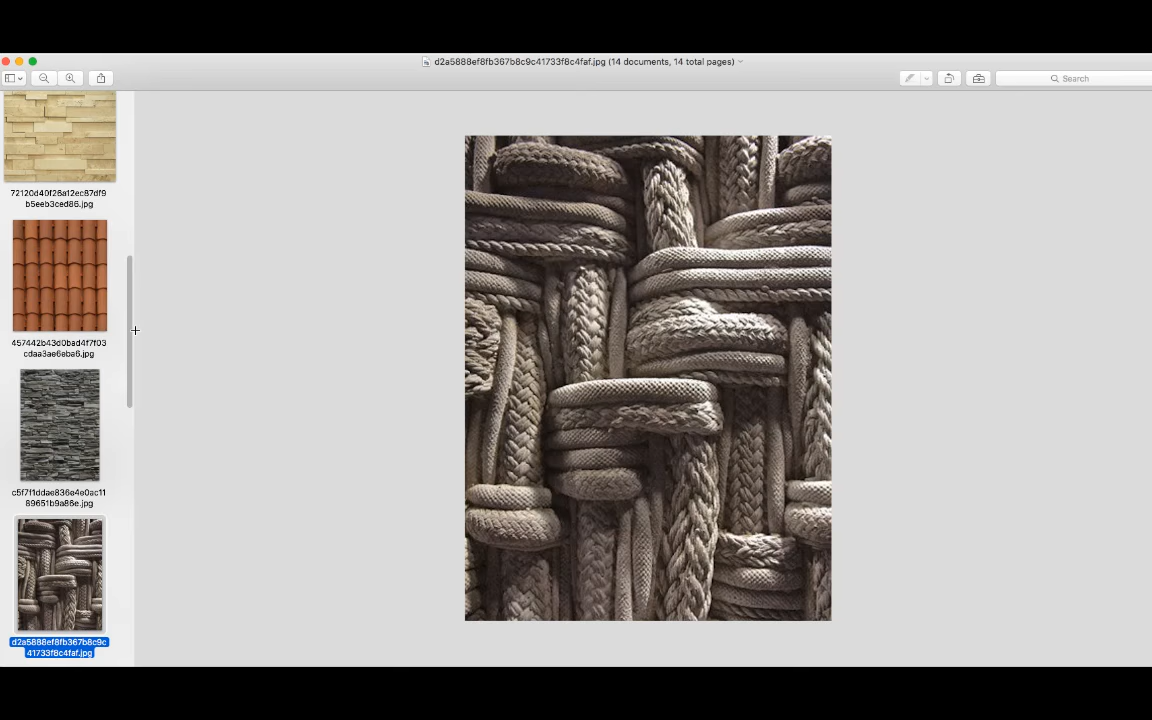 d2a5888ef8fb367b8c9c41733f8c4faf.jpg (14 documents, 14 total pages)
Search
72120d40f26a12ec87df9
b5eeb3ced86.jpg
457442b43d0bad4f7f03
cdaa3ae6eba6.jpg
c5f7f1ddae836e4e0ac11
89651b9a86e.jpg
d2a5888ef8fb367b8c9c
41733f8c4faf.jpg